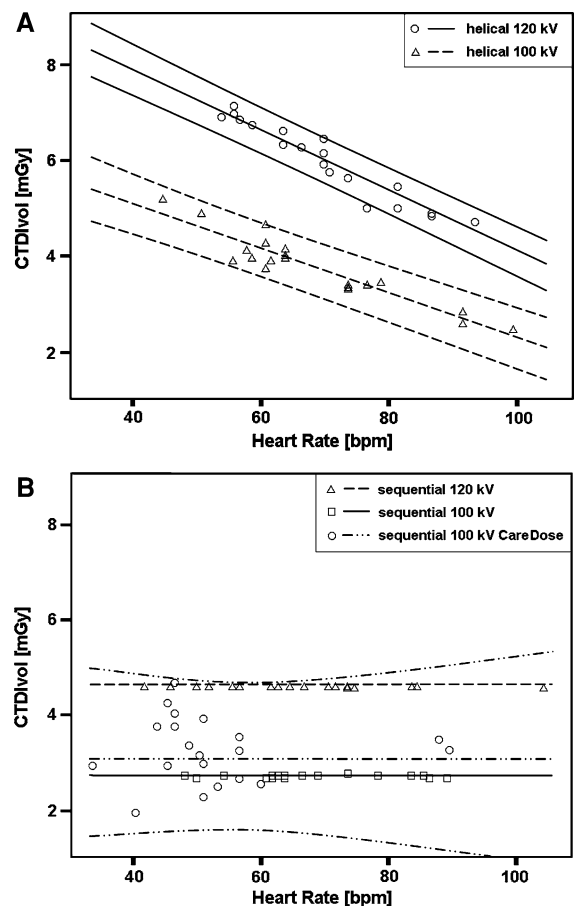 A
helical 120 kV
helical 100 kV
8
6
4
2
CTDIvol [mGy]
40 60 80 100
Heart Rate [bpm]
B
sequential 120 kV
sequential 100 kV
sequential 100 kV CareDose
8
6
4
2
CTDIvol [mGy]
40 60 80 100
Heart Rate [bpm]